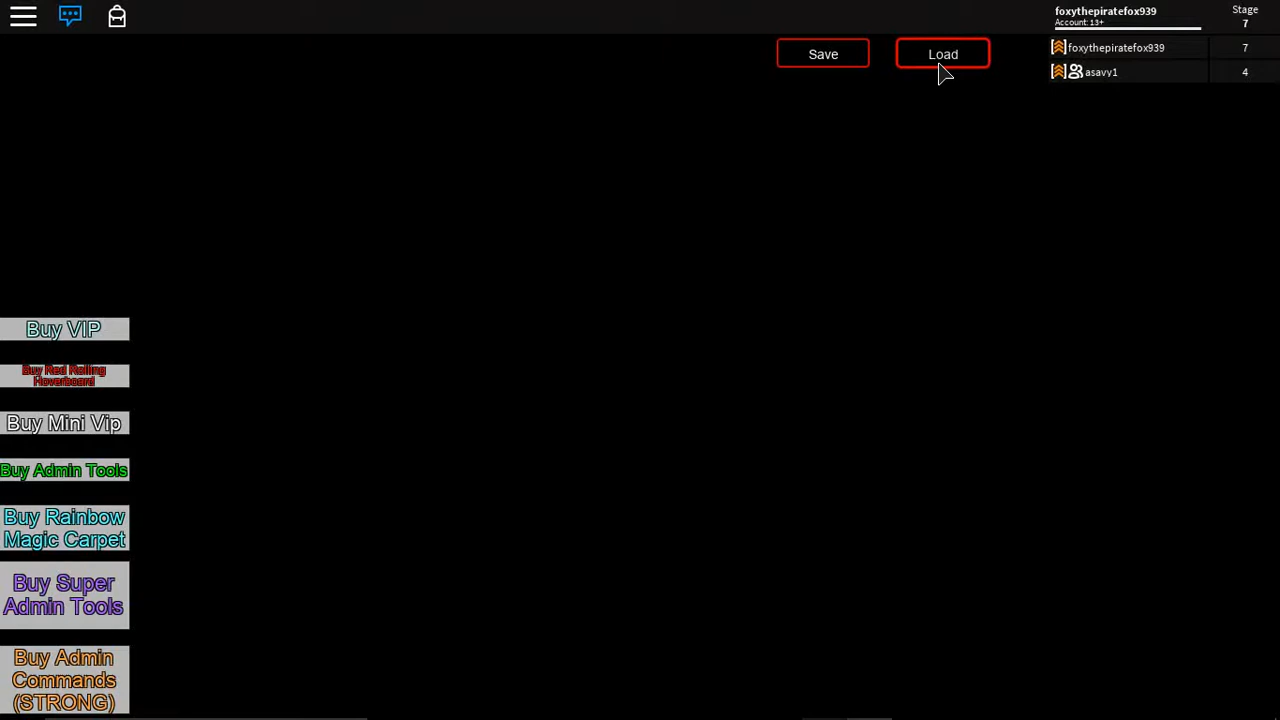 foxythepiratefox939
Account: 13+
Stage
7
Save
Load
foxythepiratefox939
7
asavy1
4
Buy VIP
Buy Red Rolling
Hoverboard
Buy Mini Vip
Buy Admin Tools
Buy Rainbow
Magic Carpet
Buy Super
Admin Tools
Buy Admin
Commands
(STRONG)